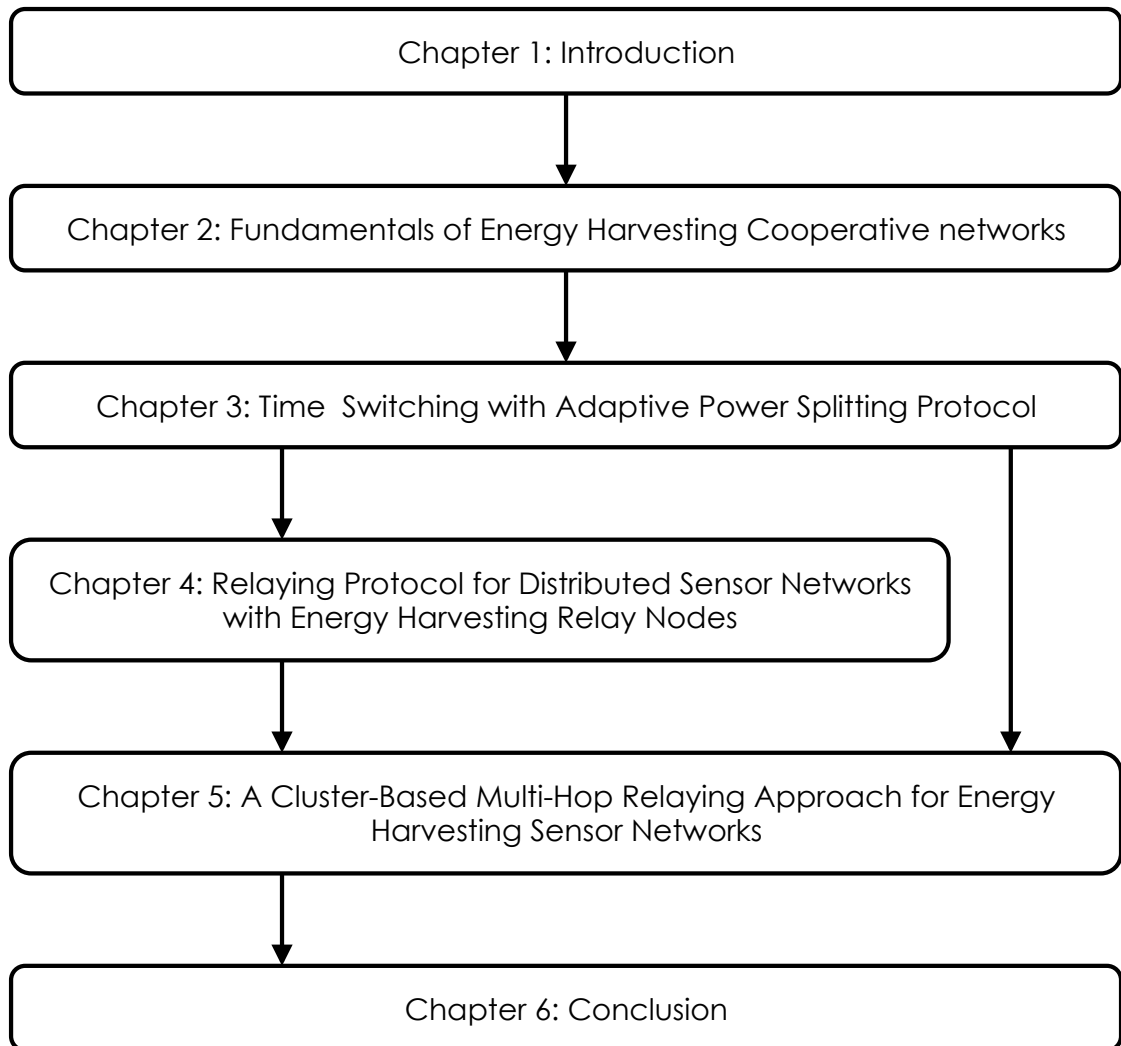 Chapter 1: Introduction
Chapter 2: Fundamentals of Energy Harvesting Cooperative networks
Chapter 3: Time  Switching with Adaptive Power Splitting Protocol
Chapter 4: Relaying Protocol for Distributed Sensor Networks
with Energy Harvesting Relay Nodes
Chapter 5: A Cluster-Based Multi-Hop Relaying Approach for Energy
Harvesting Sensor Networks
Chapter 6: Conclusion